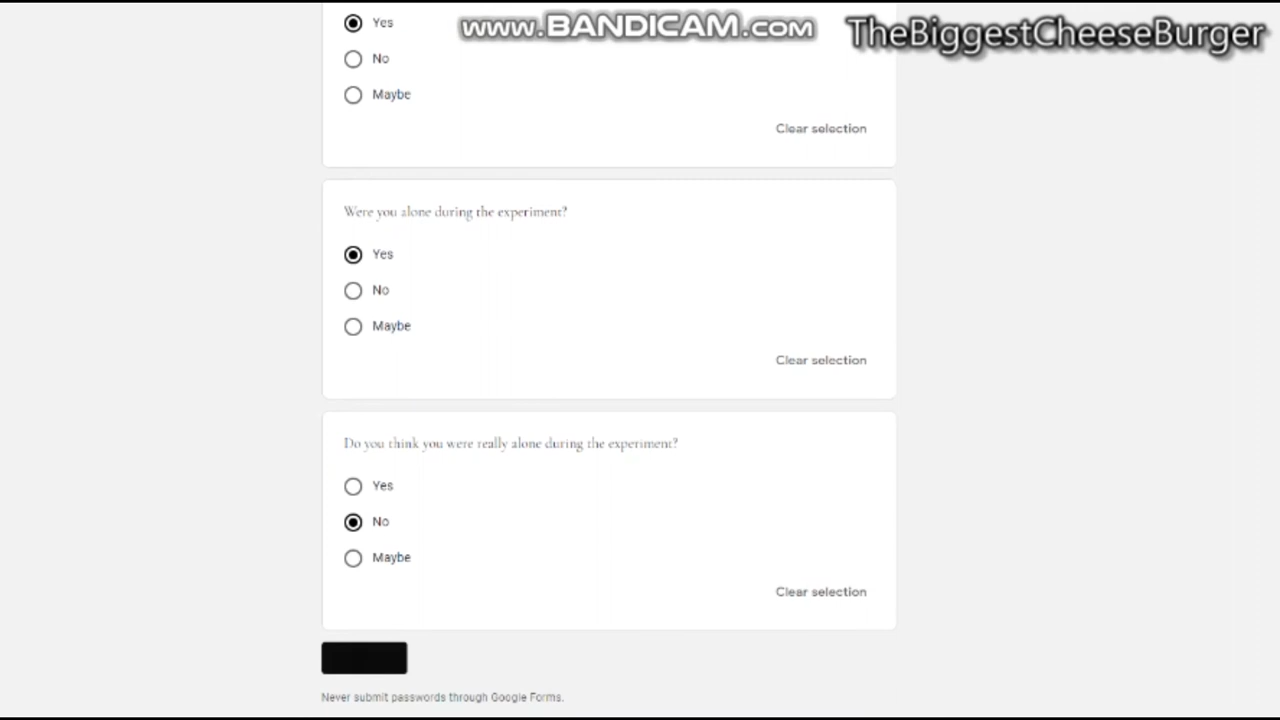 www.BANDICAM.com
TheBiggestCheeseBurger
Yes
No
Maybe
Clear selection
Were you alone during the experiment?
Yes
No
Maybe
Clear selection
Do you think you were really alone during the experiment?
Yes
No
Maybe
Clear selection
Never submit passwords through Google Forms.